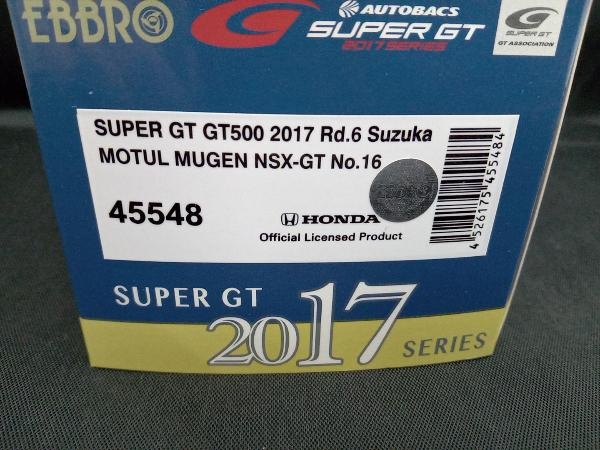 EBBRO
AUTOBACS
SUPER GT
2017 SERIES
SUPER GT
GT ASSOCIATION
SUPER GT GT500 2017 Rd.6 Suzuka
MOTUL MUGEN NSX-GT No.16
45548
HONDA
Official Licensed Product
EBBRO
4 526175 455484
SUPER GT
2017 SERIES